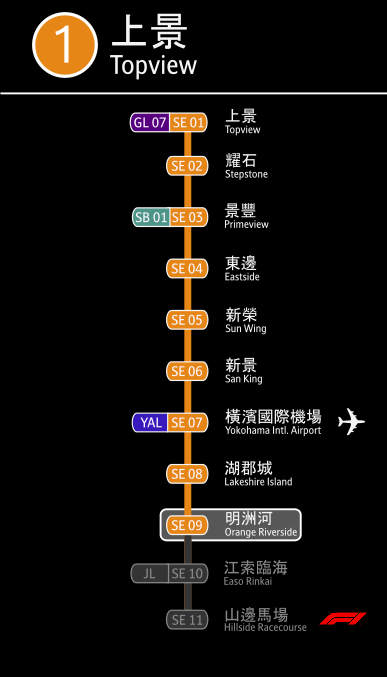 1
上景
Topview
GL 07 SE 01
上景
Topview
SE 02
耀石
Stepstone
SB 01 SE 03
景豐
Primeview
SE 04
東邊
Eastside
SE 05
新榮
Sun Wing
SE 06
新景
San King
YAL SE 07
橫濱國際機場
Yokohama Intl. Airport
SE 08
湖郡城
Lakeshire Island
SE 09
明洲河
Orange Riverside
JL SE 10
江索臨海
Easo Rinkai
SE 11
山邊馬場
Hillside Racecourse